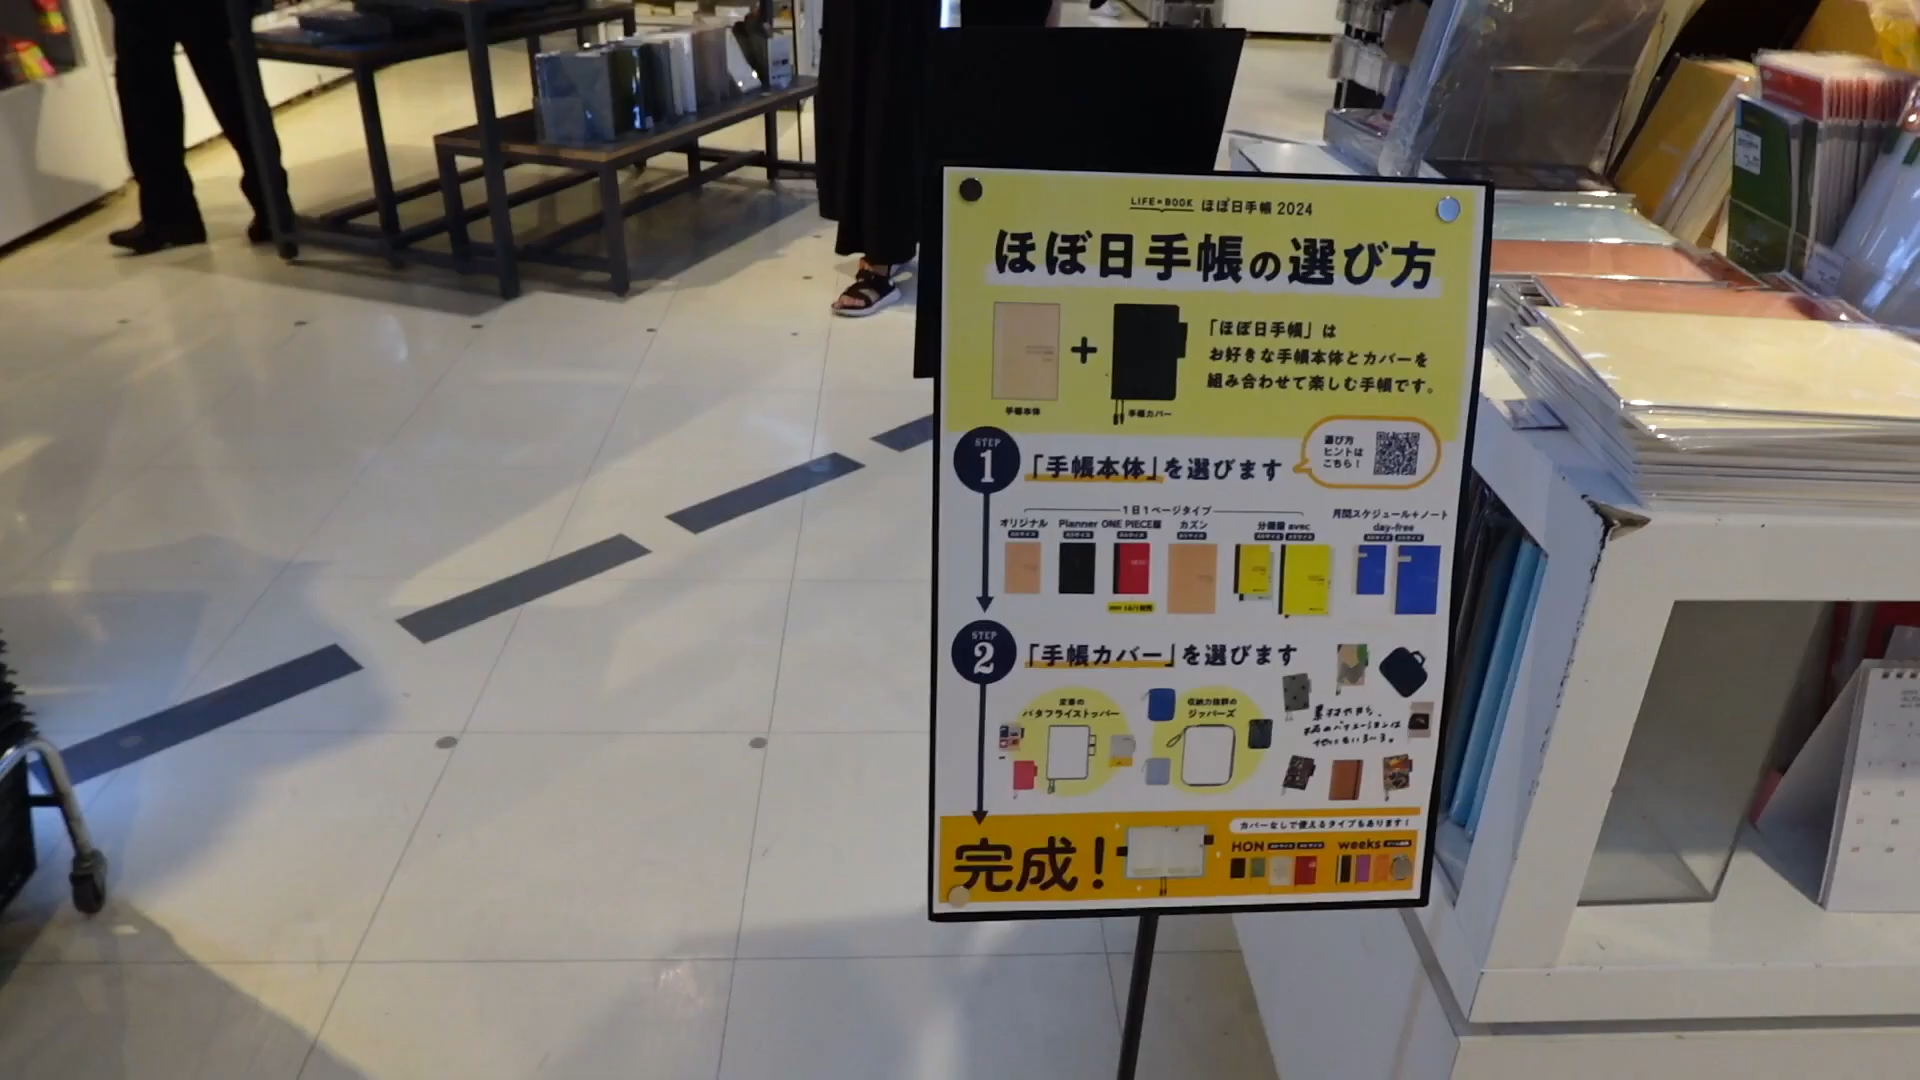 LIFE BOOK ほぼ日手帳 2024
ほぼ日手帳の選び方
「ほぼ日手帳」は
お好きな手帳本体とカバーを
組み合わせて楽しむ手帳です。
手帳本体
手帳カバー
STEP 1
「手帳本体」を選びます
選び方
ヒントは
こちら!
1日1ページタイプ
オリジナル
Planner
ONE PIECE版
カズン
分冊版 avec
月間スケジュール+ノート
day-free
STEP 2
「手帳カバー」を選びます
定番の
バタフライストッパー
収納力抜群の
ジッパーズ
完成!
カバーなしで使えるタイプもあります!
HON
weeks